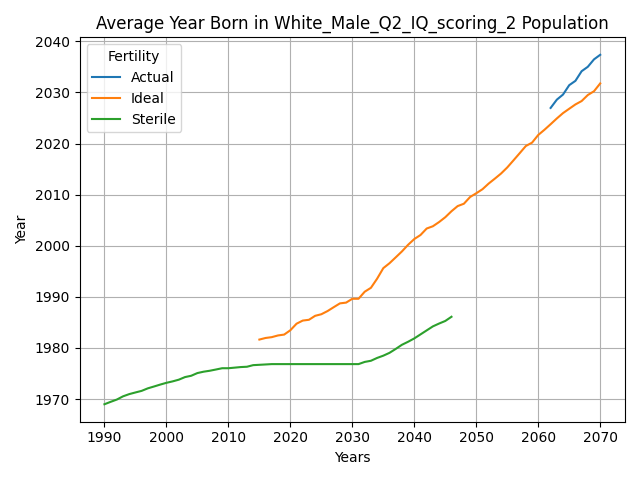 Average Year Born in White_Male_Q2_IQ_scoring_2 Population
Fertility
Actual
Ideal
Sterile
Year
2040
2030
2020
2010
2000
1990
1980
1970
1990 2000 2010 2020 2030 2040 2050 2060 2070
Years